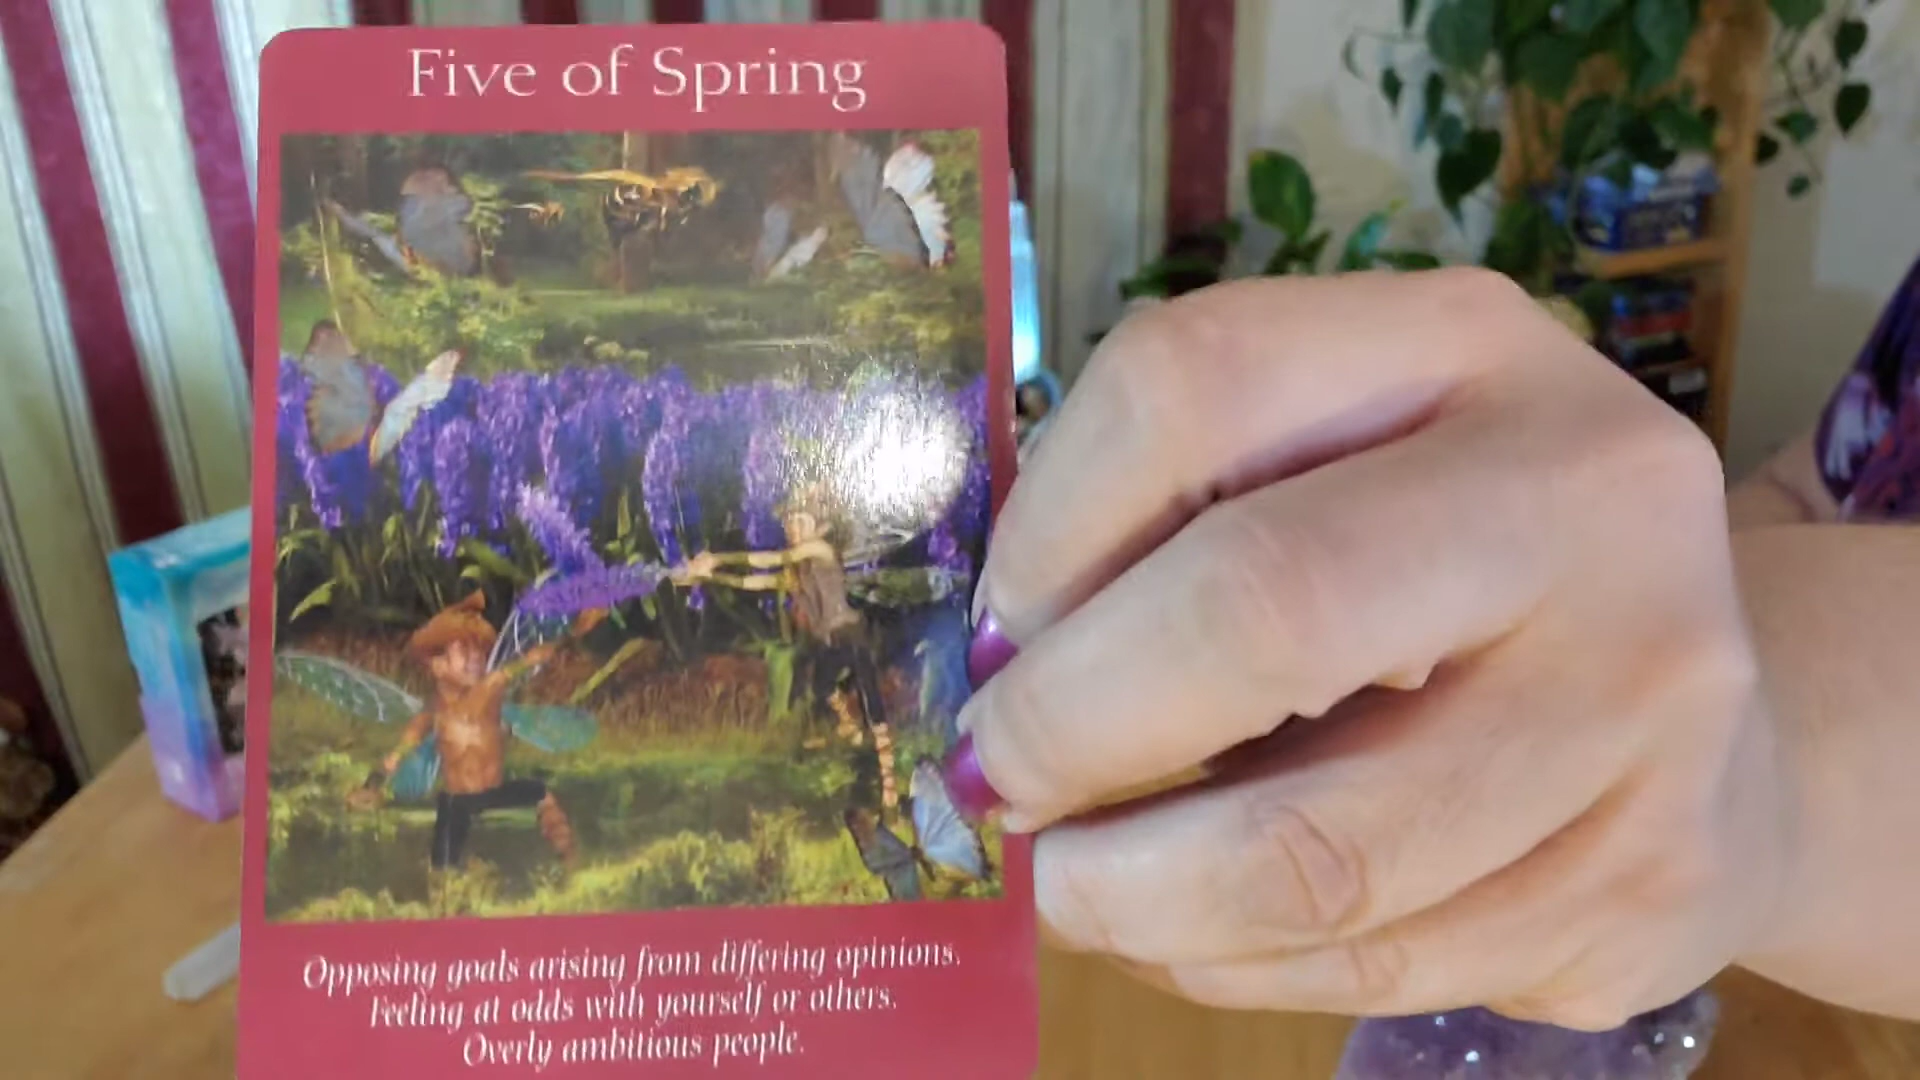 Five of Spring
Opposing goals arising from differing opinions.
Feeling at odds with yourself or others.
Overly ambitious people.